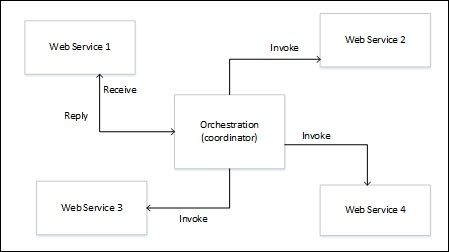 Web Service 1
Invoke
Web Service 2
Receive
Reply
Orchestration
(coordinator)
Invoke
Web Service 3
Invoke
Web Service 4